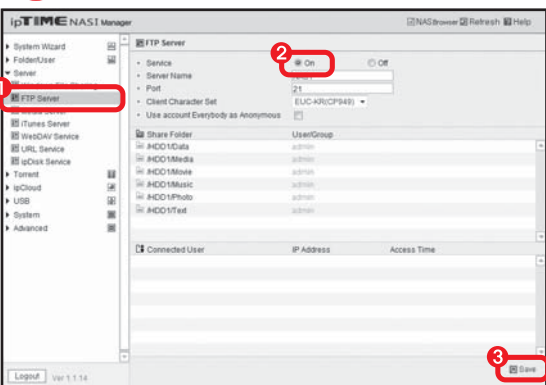 ipTIME NAS1 Manager
NASBrowser Refresh Help
System Wizard
Folder/User
Server
1
FTP Server
iTunes Server
WebDAV Service
URL Service
ipDisk Service
Torrent
ipCloud
USB
System
Advanced
Logout Ver 1.1.14
FTP Server
2
Service On Off
Server Name
Port 21
Client Character Set EUC-KR(CP949)
Use account Everybody as Anonymous
Share Folder User/Group
/HDD1/Data admin
/HDD1/Media admin
/HDD1/Movie admin
/HDD1/Music admin
/HDD1/Photo admin
/HDD1/Text admin
Connected User IP Address Access Time
3
Save